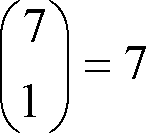 (7
1) = 7